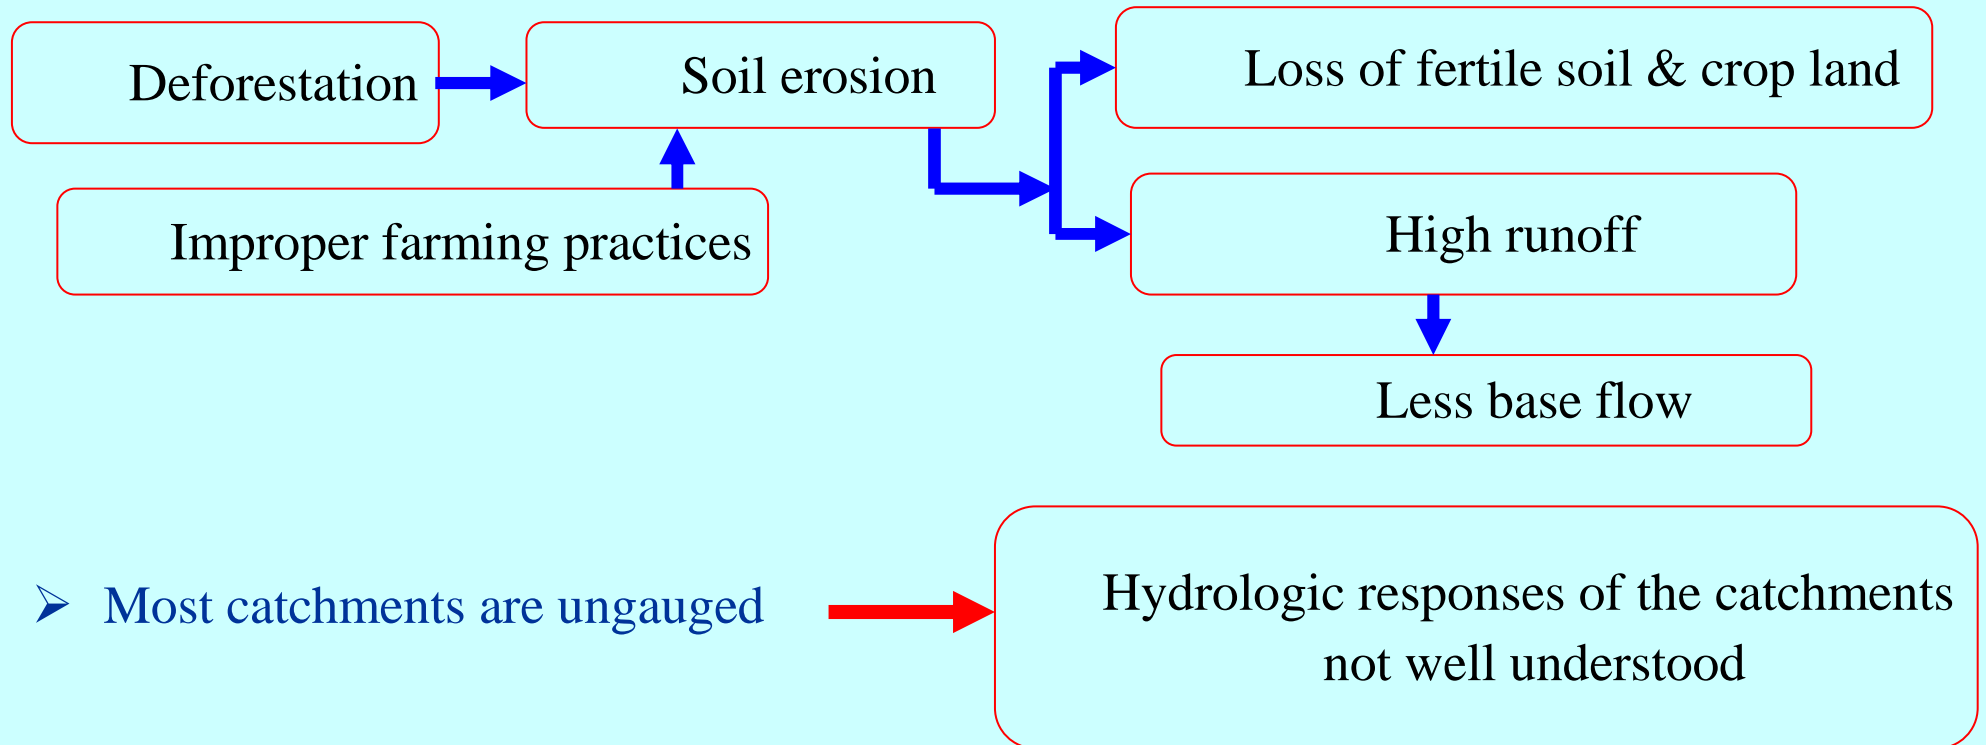 Deforestation
Soil erosion
Loss of fertile soil & crop land
Improper farming practices
High runoff
Less base flow
Most catchments are ungauged
Hydrologic responses of the catchments
not well understood